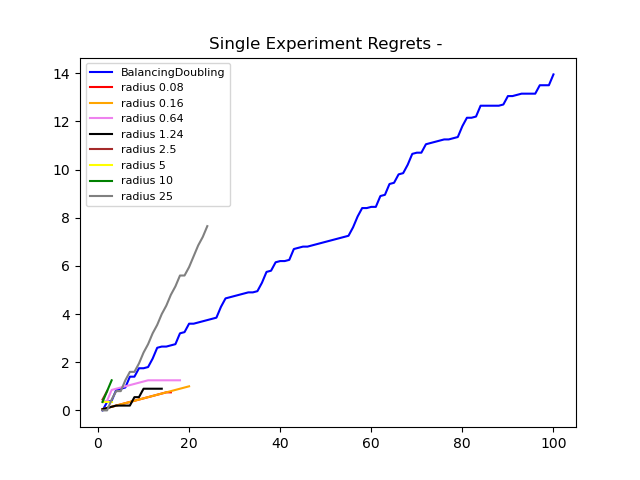 Single Experiment Regrets -
BalancingDoubling
radius 0.08
radius 0.16
radius 0.64
radius 1.24
radius 2.5
radius 5
radius 10
radius 25
14
12
10
8
6
4
2
0
0 20 40 60 80 100